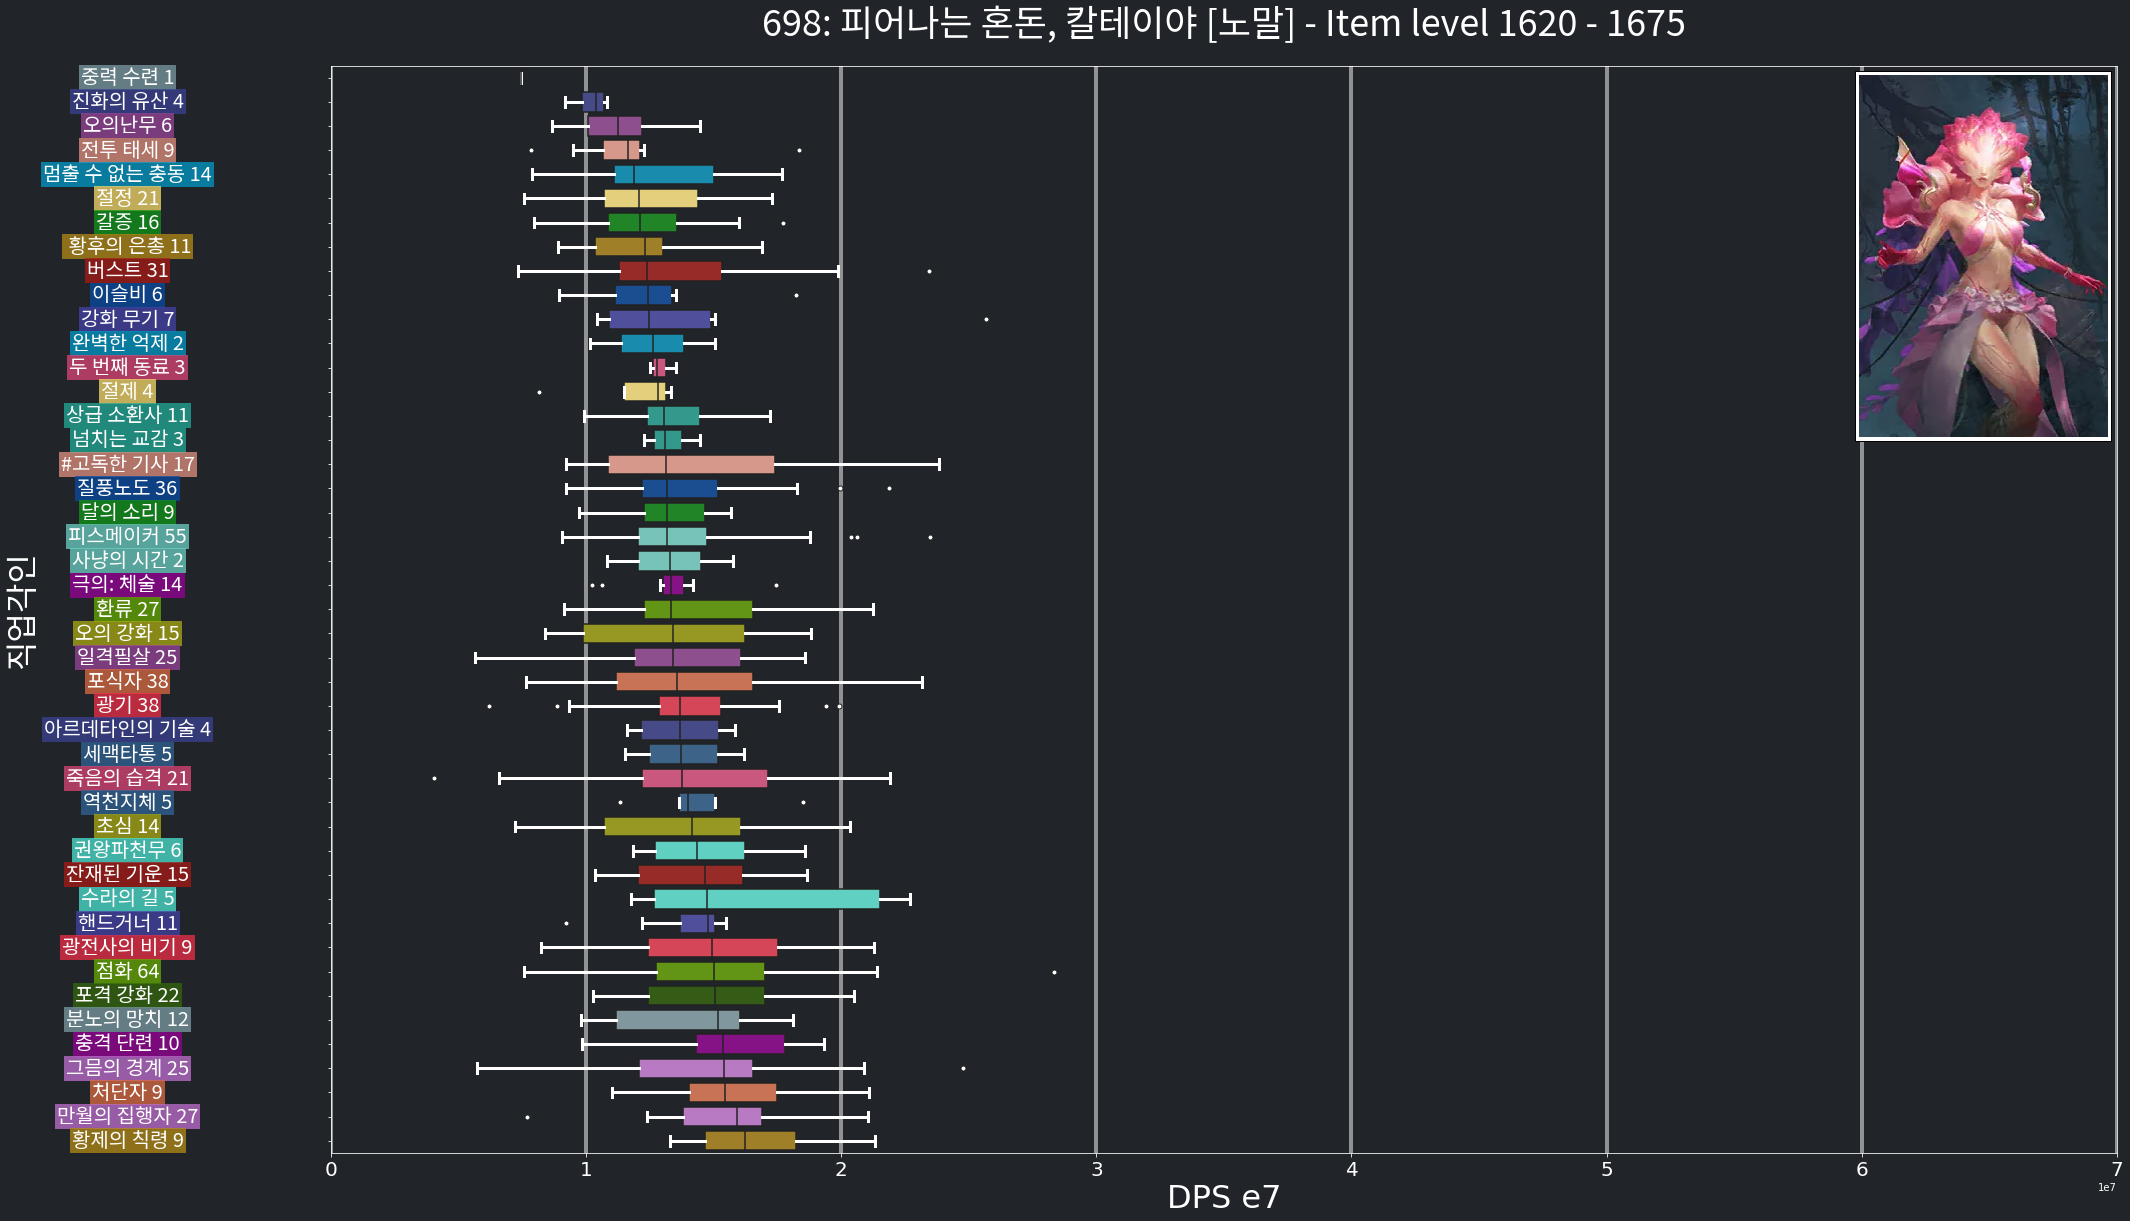 698: 피어나는 혼돈, 칼테이야 [노말] - Item level 1620 - 1675
중력 수련 1
진화의 유산 4
오의난무 6
전투 태세 9
멈출 수 없는 충동 14
절정 21
갈증 16
황후의 은총 11
버스트 31
이슬비 6
강화 무기 7
완벽한 억제 2
두 번째 동료 3
절제 4
상급 소환사 11
넘치는 교감 3
#고독한 기사 17
질풍노도 36
달의 소리 9
피스메이커 55
사냥의 시간 2
극의: 체술 14
환류 27
오의 강화 15
일격필살 25
포식자 38
광기 38
아르데타인의 기술 4
세맥타통 5
죽음의 습격 21
역천지체 5
초심 14
권왕파천무 6
잔재된 기운 15
수라의 길 5
핸드거너 11
광전사의 비기 9
점화 64
포격 강화 22
분노의 망치 12
충격 단련 10
그믐의 경계 25
처단자 9
만월의 집행자 27
황제의 칙령 9
직업각인
0 1 2 3 4 5 6 7
1e7
DPS e7